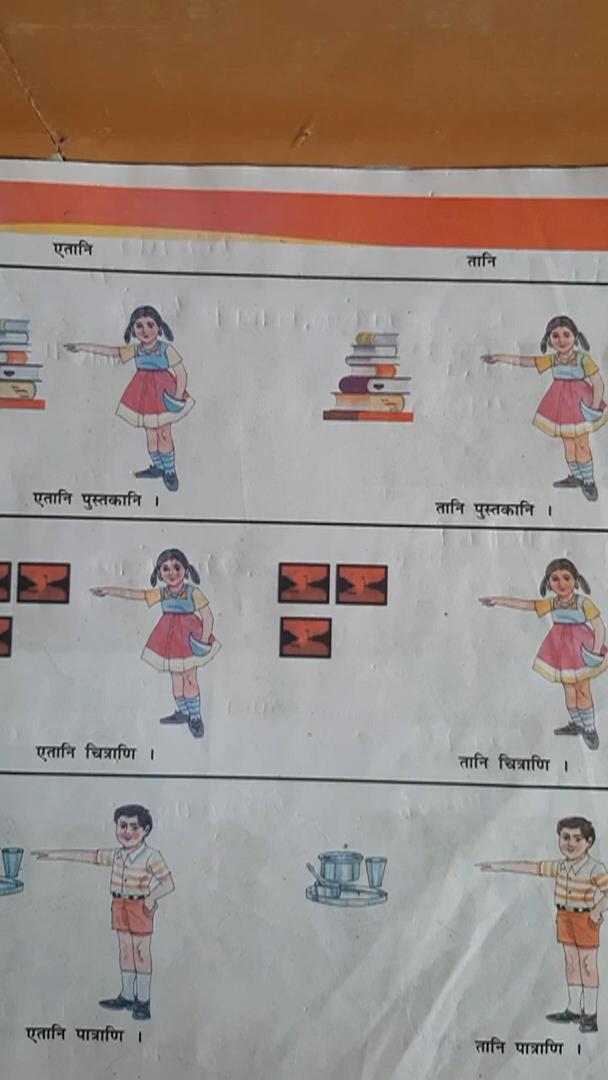 एतानि
तानि
एतानि पुस्तकानि ।
तानि पुस्तकानि ।
एतानि चित्राणि ।
तानि चित्राणि ।
एतानि पात्राणि ।
तानि पात्राणि ।